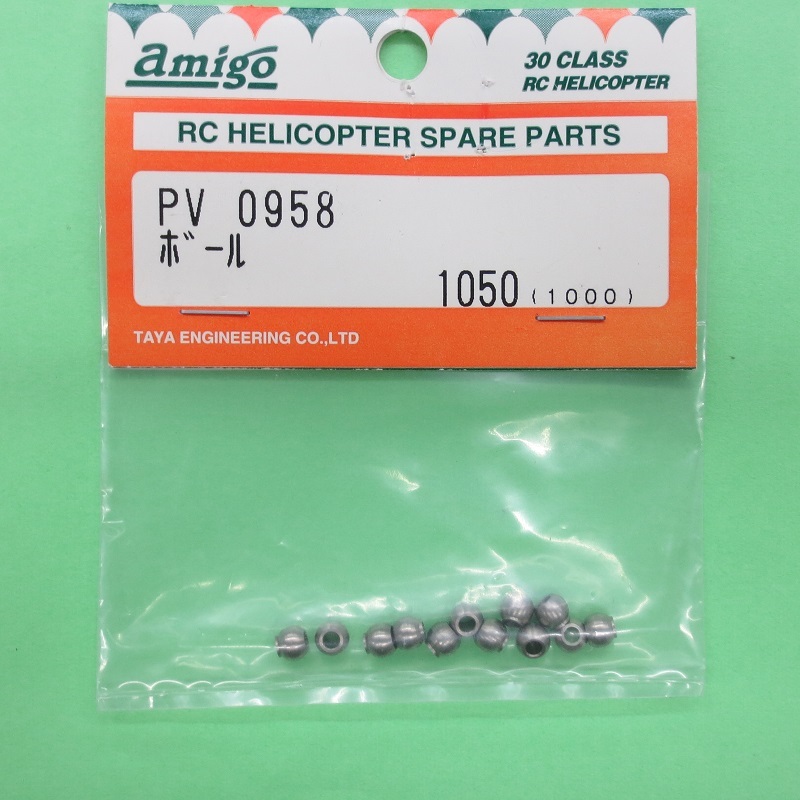 amigo
30 CLASS
RC HELICOPTER
RC HELICOPTER SPARE PARTS
PV 0958
ボール
1050 (1000)
TAYA ENGINEERING CO.,LTD